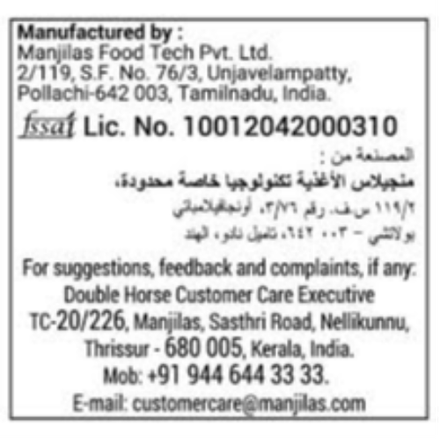 Manufactured by :
Manjilas Food Tech Pvt. Ltd.
2/119, S.F. No. 76/3, Unjavelampatty,
Pollachi-642 003, Tamilnadu, India.
fssai Lic. No. 10012042000310
المصنعة من :
منجيلاس الأغذية تكنولوجيا خاصة محدودة،
١١٩/٢ س.ف. رقم ٣/٧٦، أونجافيلامباتي
بولاتشي - ٦٤٢٠٠٣، تاميل نادو، الهند
For suggestions, feedback and complaints, if any:
Double Horse Customer Care Executive
TC-20/226, Manjilas, Sasthri Road, Nellikunnu,
Thrissur - 680 005, Kerala, India.
Mob: +91 944 644 33 33.
E-mail: customercare@manjilas.com